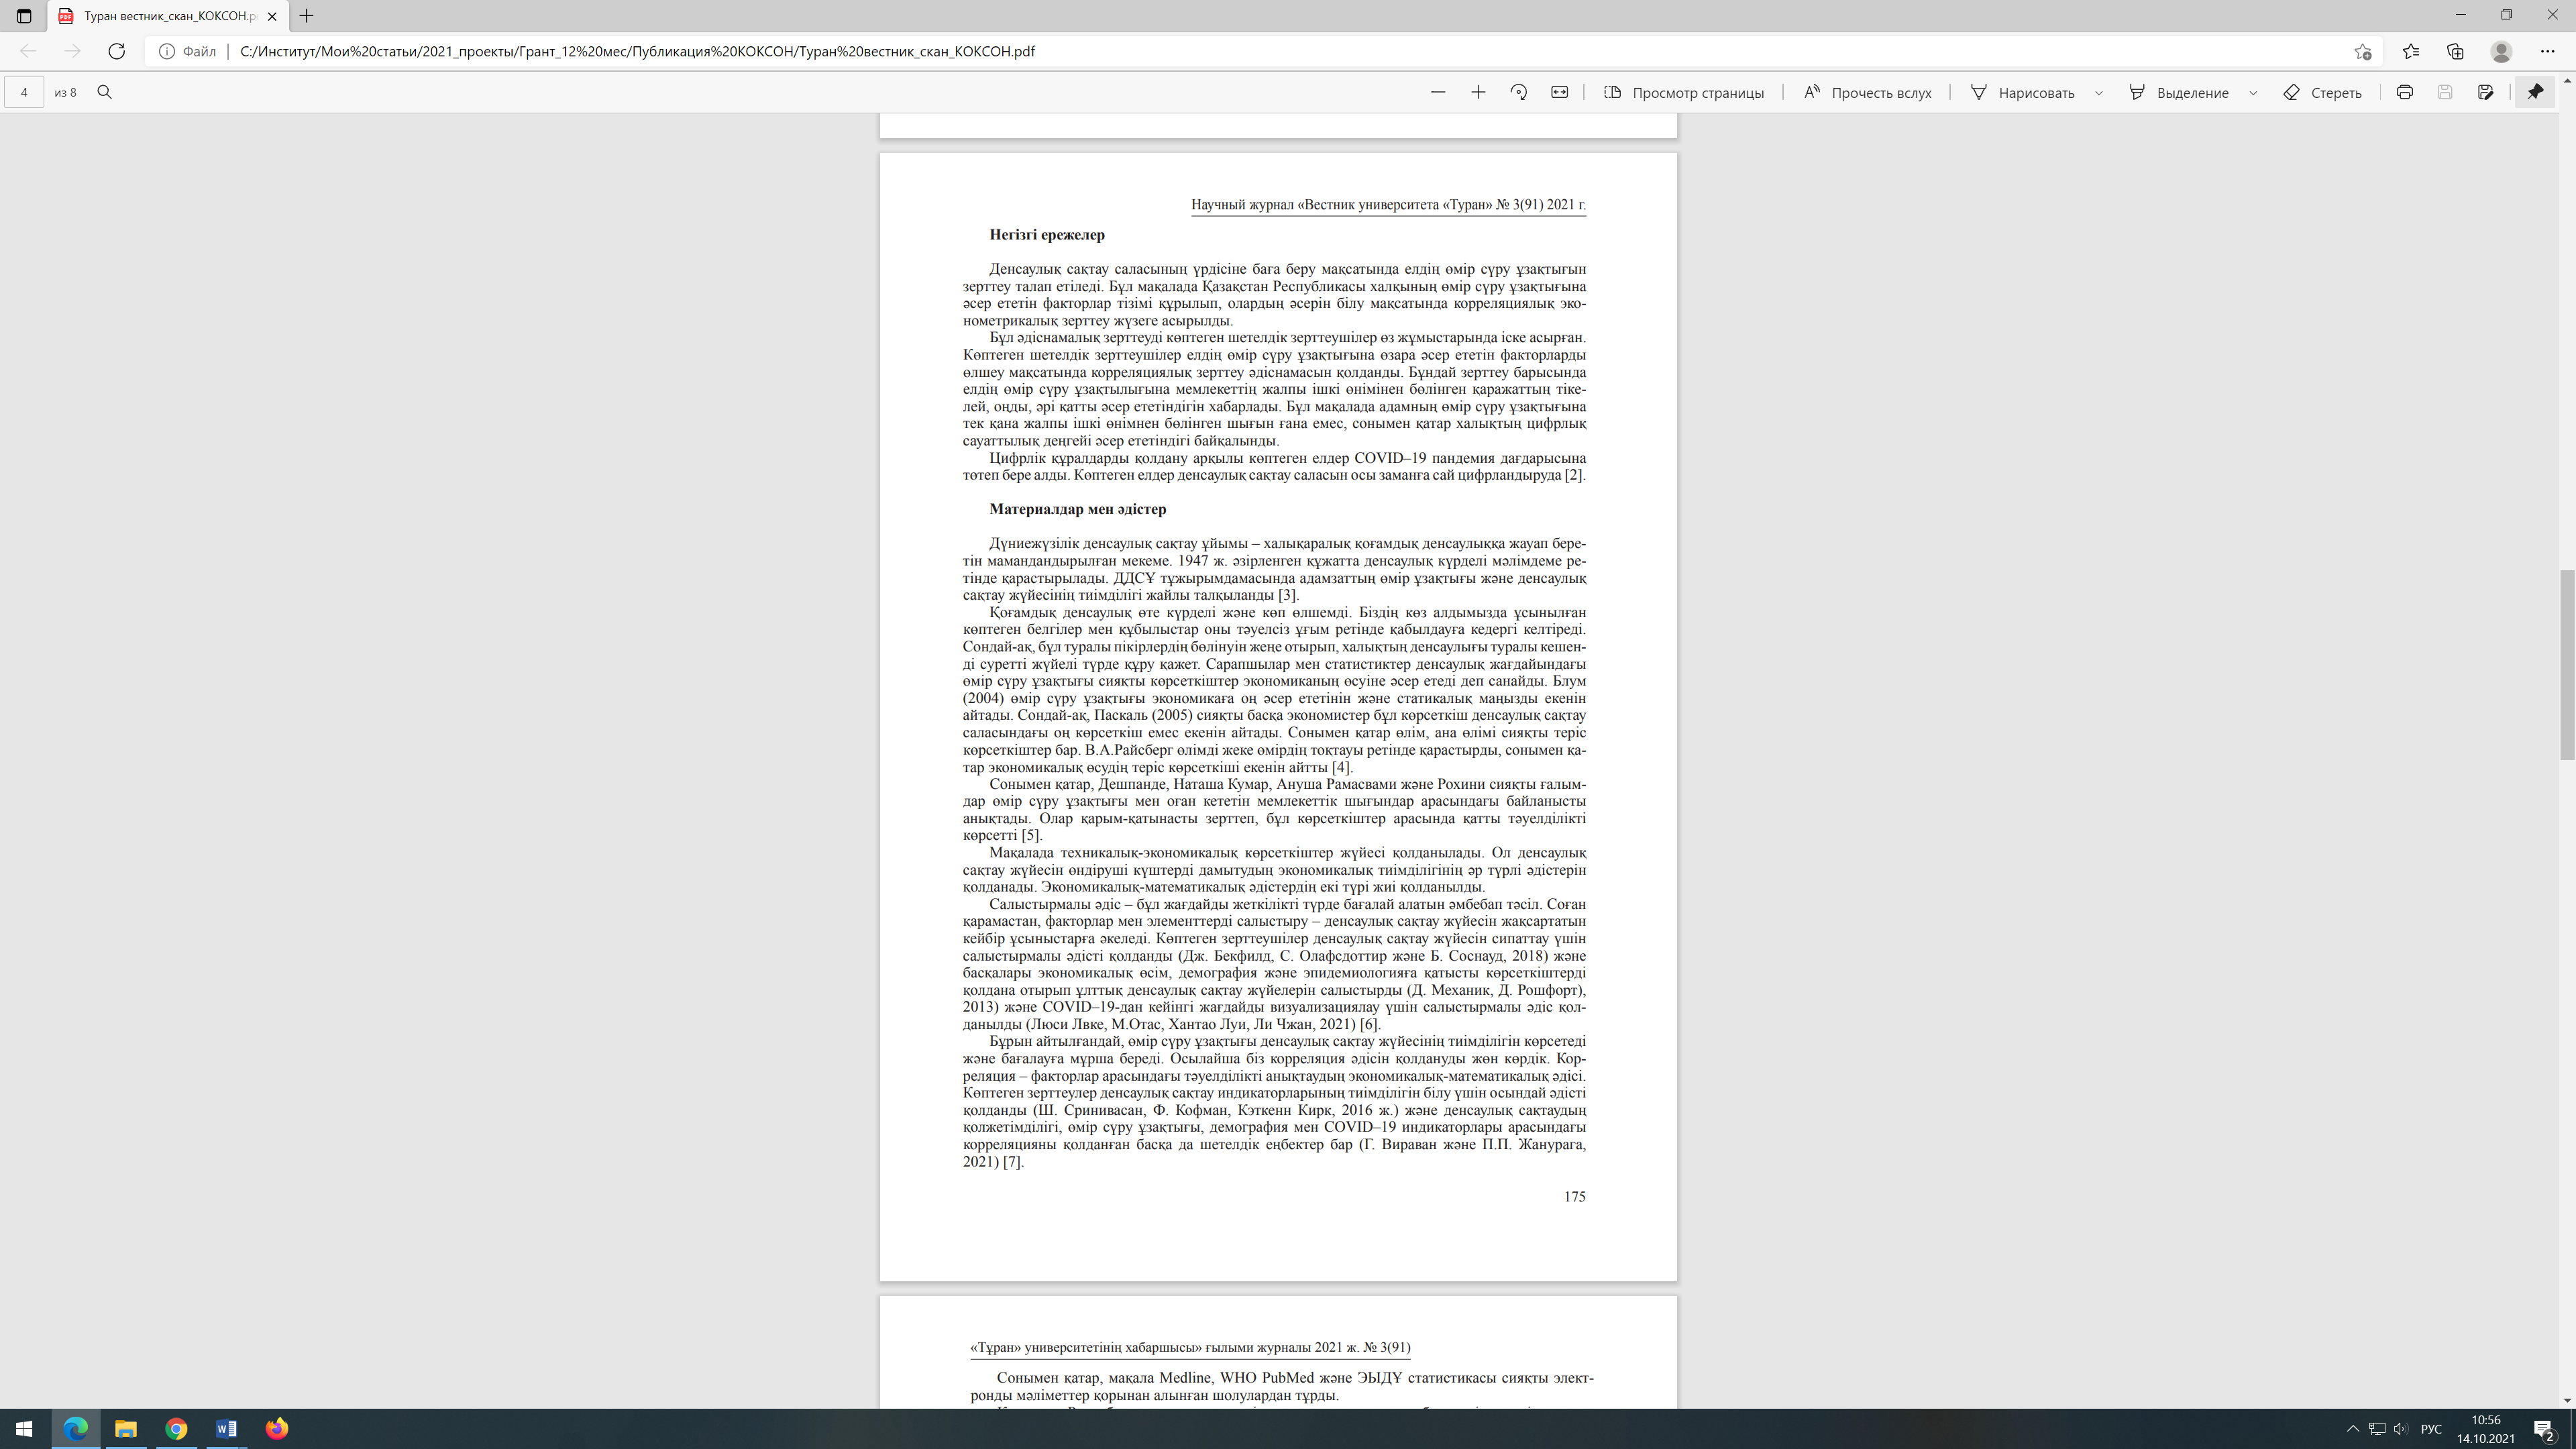 Туран вестник_скан_КОКСОН.p
Файл
C:/Институт/Мои%20статьи/2021_проекты/Грант_12%20мес/Публикация%20КОКСОН/Туран%20вестник_скан_КОКСОН.pdf
4 из 8
Просмотр страницы
Прочесть вслух
Нарисовать
Выделение
Стереть
Научный журнал «Вестник университета «Туран» № 3(91) 2021 г.
Негізгі ережелер
Денсаулық сақтау саласының үрдісіне баға беру мақсатында елдің өмір сүру ұзақтығын
зерттеу талап етіледі. Бұл мақалада Қазақстан Республикасы халқының өмір сүру ұзақтығына
әсер ететін факторлар тізімі құрылып, олардың әсерін білу мақсатында корреляциялық эко-
нометрикалық зерттеу жүзеге асырылды.
Бұл әдіснамалық зерттеуді көптеген шетелдік зерттеушілер өз жұмыстарында іске асырған.
Көптеген шетелдік зерттеушілер елдің өмір сүру ұзақтығына өзара әсер ететін факторларды
өлшеу мақсатында корреляциялық зерттеу әдіснамасын қолданды. Бұндай зерттеу барысында
елдің өмір сүру ұзақтылығына мемлекеттің жалпы ішкі өнімінен бөлінген қаражаттың тіке-
лей, оңды, әрі қатты әсер ететіндігін хабарлады. Бұл мақалада адамның өмір сүру ұзақтығына
тек қана жалпы ішкі өнімнен бөлінген шығын ғана емес, сонымен қатар халықтың цифрлық
сауаттылық деңгейі әсер ететіндігі байқалынды.
Цифрлік құралдарды қолдану арқылы көптеген елдер COVID–19 пандемия дағдарысына
төтеп бере алды. Көптеген елдер денсаулық сақтау саласын осы заманға сай цифрландыруда [2].
Материалдар мен әдістер
Дүниежүзілік денсаулық сақтау ұйымы – халықаралық қоғамдық денсаулыққа жауап бере-
тін мамандандырылған мекеме. 1947 ж. әзірленген құжатта денсаулық күрделі мәлімдеме ре-
тінде қарастырылады. ДДСҰ тұжырымдамасында адамзаттың өмір ұзақтығы және денсаулық
сақтау жүйесінің тиімділігі жайлы талқыланды [3].
Қоғамдық денсаулық өте күрделі және көп өлшемді. Біздің көз алдымызда ұсынылған
көптеген белгілер мен құбылыстар оны тәуелсіз ұғым ретінде қабылдауға кедергі келтіреді.
Сондай-ақ, бұл туралы пікірлердің бөлінуін жеңе отырып, халықтың денсаулығы туралы кешен-
ді суретті жүйелі түрде құру қажет. Сарапшылар мен статистиктер денсаулық жағдайындағы
өмір сүру ұзақтығы сияқты көрсеткіштер экономиканың өсуіне әсер етеді деп санайды. Блум
(2004) өмір сүру ұзақтығы экономикаға оң әсер ететінін және статикалық маңызды екенін
айтады. Сондай-ақ, Паскаль (2005) сияқты басқа экономистер бұл көрсеткіш денсаулық сақтау
саласындағы оң көрсеткіш емес екенін айтады. Сонымен қатар өлім, ана өлімі сияқты теріс
көрсеткіштер бар. В.А.Райсберг өлімді жеке өмірдің тоқтауы ретінде қарастырды, сонымен қа-
тар экономикалық өсудің теріс көрсеткіші екенін айтты [4].
Сонымен қатар, Дешпанде, Наташа Кумар, Ануша Рамасвами және Рохини сияқты ғалым-
дар өмір сүру ұзақтығы мен оған кететін мемлекеттік шығындар арасындағы байланысты
анықтады. Олар қарым-қатынасты зерттеп, бұл көрсеткіштер арасында қатты тәуелділікті
көрсетті [5].
Мақалада техникалық-экономикалық көрсеткіштер жүйесі қолданылады. Ол денсаулық
сақтау жүйесін өндіруші күштерді дамытудың экономикалық тиімділігінің әр түрлі әдістерін
қолданады. Экономикалық-математикалық әдістердің екі түрі жиі қолданылды.
Салыстырмалы әдіс – бұл жағдайды жеткілікті түрде бағалай алатын әмбебап тәсіл. Соған
қарамастан, факторлар мен элементтерді салыстыру – денсаулық сақтау жүйесін жақсартатын
кейбір ұсыныстарға әкеледі. Көптеген зерттеушілер денсаулық сақтау жүйесін сипаттау үшін
салыстырмалы әдісті қолданды (Дж. Бекфилд, С. Олафсдоттир және Б. Соснауд, 2018) және
басқалары экономикалық өсім, демография және эпидемиологияға қатысты көрсеткіштерді
қолдана отырып ұлттық денсаулық сақтау жүйелерін салыстырды (Д. Механик, Д. Рошфорт),
2013) және COVID–19-дан кейінгі жағдайды визуализациялау үшін салыстырмалы әдіс қол-
данылды (Люси Лвке, М.Отас, Хантао Луи, Ли Чжан, 2021) [6].
Бұрын айтылғандай, өмір сүру ұзақтығы денсаулық сақтау жүйесінің тиімділігін көрсетеді
және бағалауға мұрша береді. Осылайша біз корреляция әдісін қолдануды жөн көрдік. Кор-
реляция – факторлар арасындағы тәуелділікті анықтаудың экономикалық-математикалық әдісі.
Көптеген зерттеулер денсаулық сақтау индикаторларының тиімділігін білу үшін осындай әдісті
қолданды (Ш. Сринивасан, Ф. Кофман, Кэткенн Кирк, 2016 ж.) және денсаулық сақтаудың
қолжетімділігі, өмір сүру ұзақтығы, демография мен COVID–19 индикаторлары арасындағы
корреляцияны қолданған басқа да шетелдік еңбектер бар (Г. Вираван және П.П. Жанурага,
2021) [7].
175
«Тұран» университетінің хабаршысы» ғылыми журналы 2021 ж. № 3(91)
Сонымен қатар, мақала Medline, WHO PubMed және ЭЫДҰ статистикасы сияқты элект-
ронды мәліметтер қорынан алынған шолулардан тұрды.
РУС
10:56
14.10.2021
2